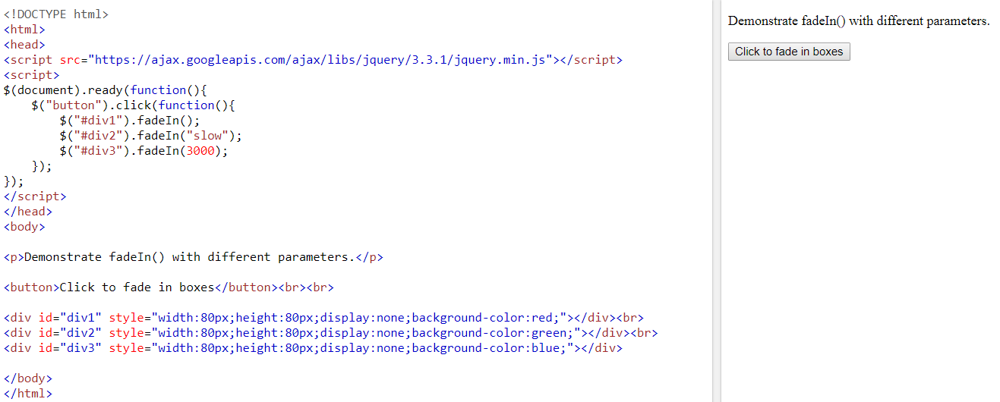 <!DOCTYPE html>
<html>
<head>
<script src="https://ajax.googleapis.com/ajax/libs/jquery/3.3.1/jquery.min.js"></script>
<script>
$(document).ready(function(){
    $("button").click(function(){
        $("#div1").fadeIn();
        $("#div2").fadeIn("slow");
        $("#div3").fadeIn(3000);
    });
});
</script>
</head>
<body>

<p>Demonstrate fadeIn() with different parameters.</p>

<button>Click to fade in boxes</button><br><br>

<div id="div1" style="width:80px;height:80px;display:none;background-color:red;"></div><br>
<div id="div2" style="width:80px;height:80px;display:none;background-color:green;"></div><br>
<div id="div3" style="width:80px;height:80px;display:none;background-color:blue;"></div>

</body>
</html>
Demonstrate fadeIn() with different parameters.
Click to fade in boxes